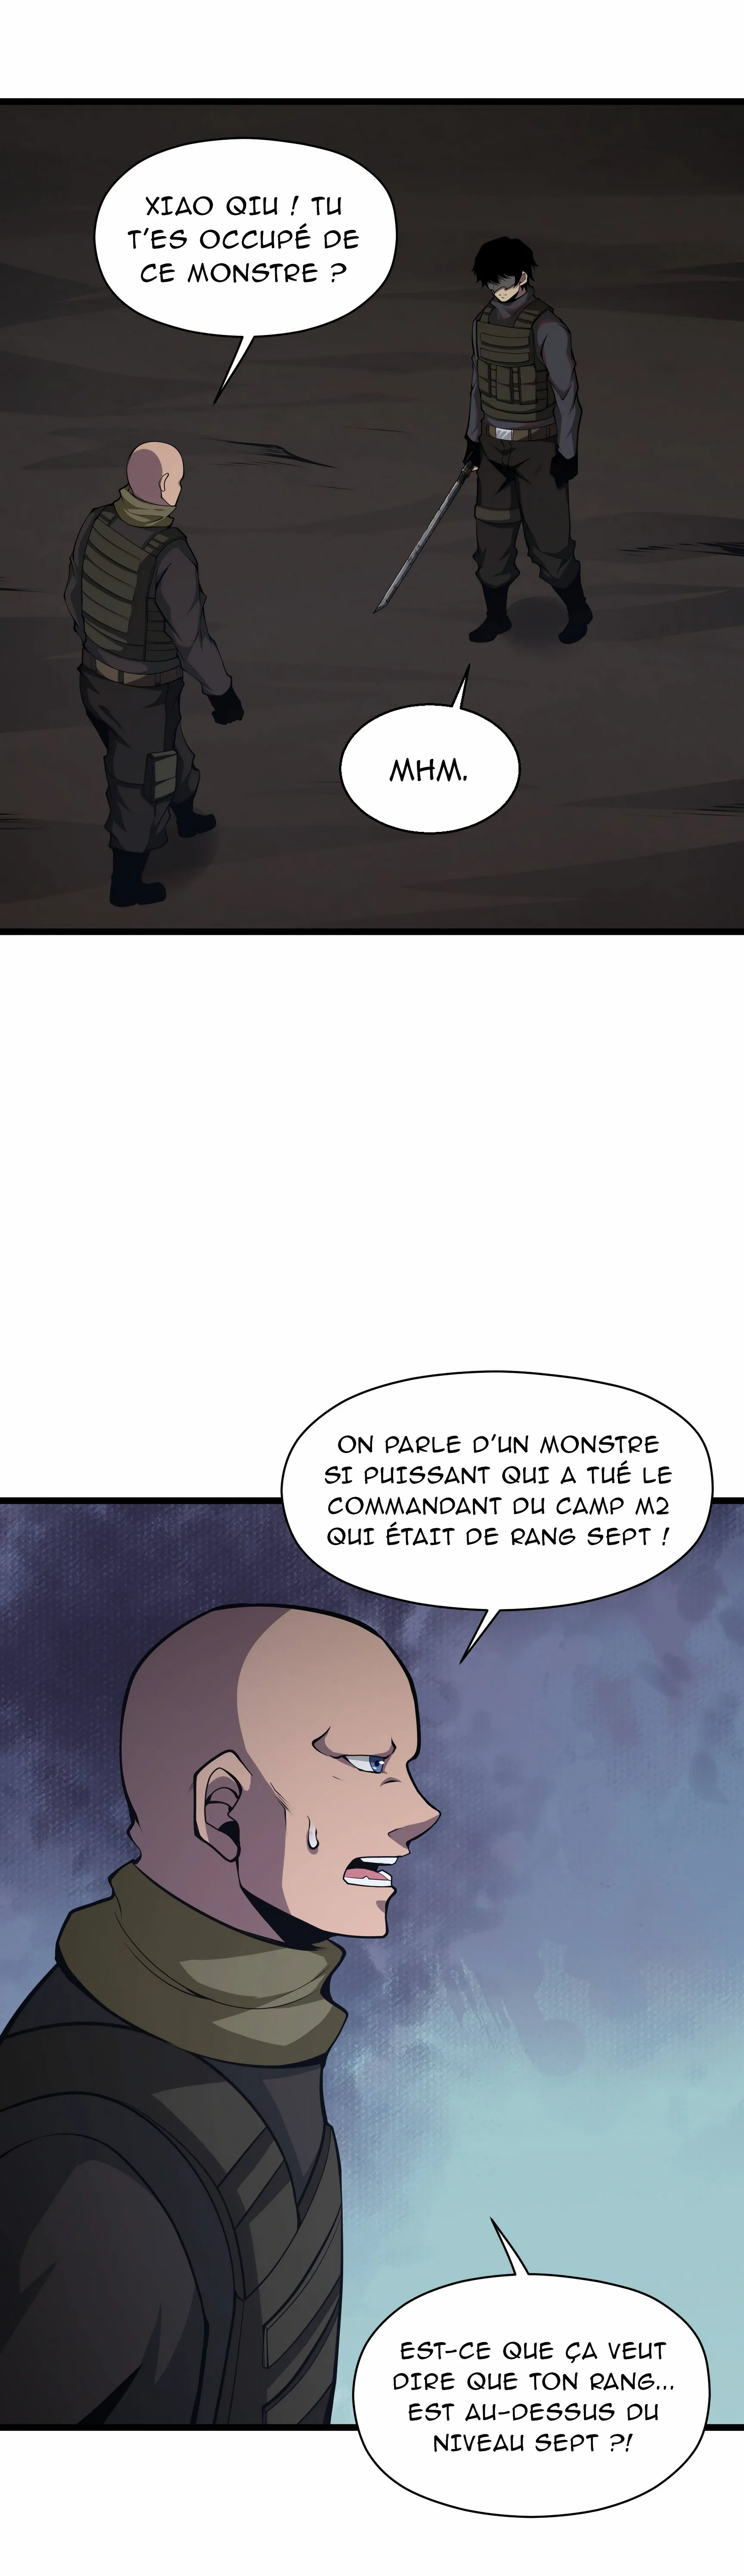 XIAO QIU ! TU
T'ES OCCUPÉ DE
CE MONSTRE ?
MHM.
ON PARLE D'UN MONSTRE
SI PUISSANT QUI A TUÉ LE
COMMANDANT DU CAMP M2
QUI ÉTAIT DE RANG SEPT !
EST-CE QUE ÇA VEUT
DIRE QUE TON RANG...
EST AU-DESSUS DU
NIVEAU SEPT ?!